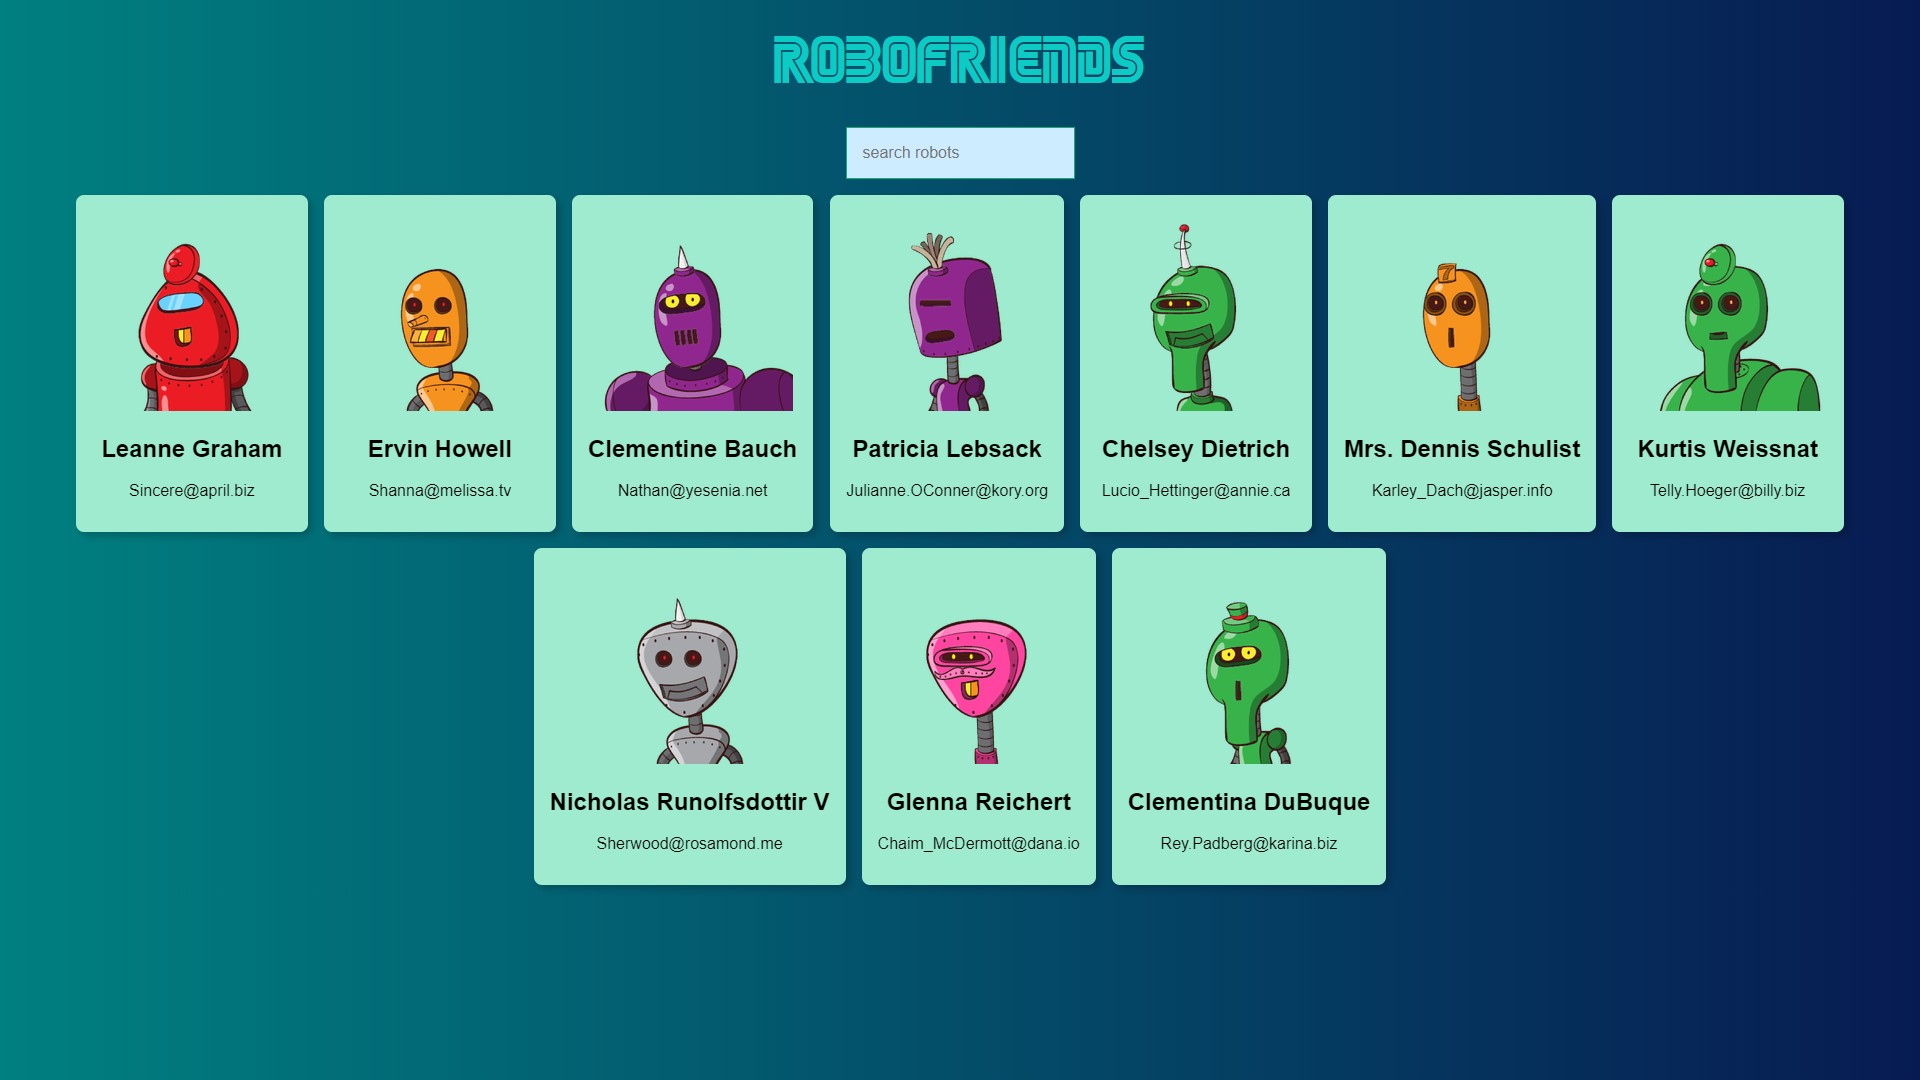 ROBOFRIENDS
search robots
Leanne Graham
Sincere@april.biz
Ervin Howell
Shanna@melissa.tv
Clementine Bauch
Nathan@yesenia.net
Patricia Lebsack
Julianne.OConner@kory.org
Chelsey Dietrich
Lucio_Hettinger@annie.ca
7
Mrs. Dennis Schulist
Karley_Dach@jasper.info
Kurtis Weissnat
Telly.Hoeger@billy.biz
Nicholas Runolfsdottir V
Sherwood@rosamond.me
Glenna Reichert
Chaim_McDermott@dana.io
Clementina DuBuque
Rey.Padberg@karina.biz